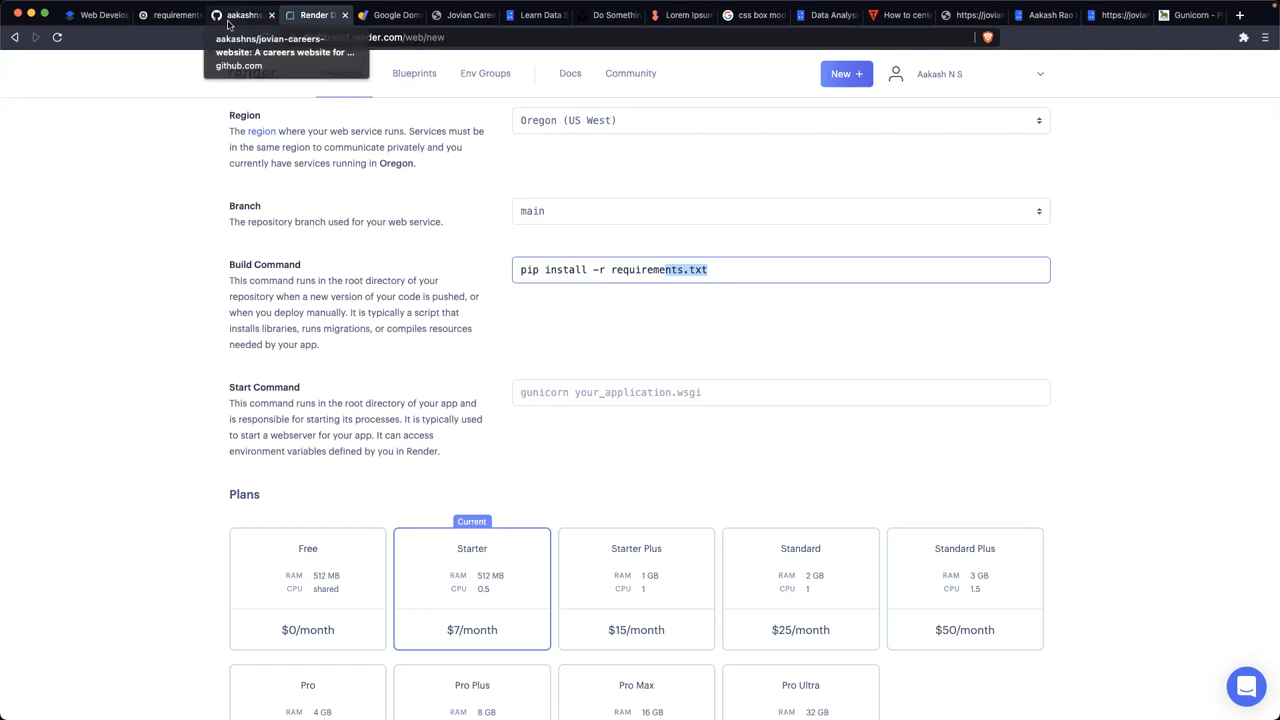 Web Develo
requirements
aakashns
Render D
Google Dom
Jovian Caree
Learn Data S
Do Somethin
Lorem Ipsum
css box mod
Data Analysi
How to cente
https://jovia
Aakash Rao
https://jovia
Gunicorn - P
board.render.com/web/new
aakashns/jovian-careers-
website: A careers website for ...
github.com
Blueprints
Env Groups
Docs
Community
New +
Aakash N S
Region
The region where your web service runs. Services must be
in the same region to communicate privately and you
currently have services running in Oregon.
Oregon (US West)
Branch
The repository branch used for your web service.
main
Build Command
This command runs in the root directory of your
repository when a new version of your code is pushed, or
when you deploy manually. It is typically a script that
installs libraries, runs migrations, or compiles resources
needed by your app.
pip install -r requirements.txt
Start Command
This command runs in the root directory of your app and
is responsible for starting its processes. It is typically used
to start a webserver for your app. It can access
environment variables defined by you in Render.
gunicorn your_application.wsgi
Plans
Current
Free
RAM 512 MB
CPU shared
$0/month
Starter
RAM 512 MB
CPU 0.5
$7/month
Starter Plus
RAM 1 GB
CPU 1
$15/month
Standard
RAM 2 GB
CPU 1
$25/month
Standard Plus
RAM 3 GB
CPU 1.5
$50/month
Pro
RAM 4 GB
Pro Plus
RAM 8 GB
Pro Max
RAM 16 GB
Pro Ultra
RAM 32 GB